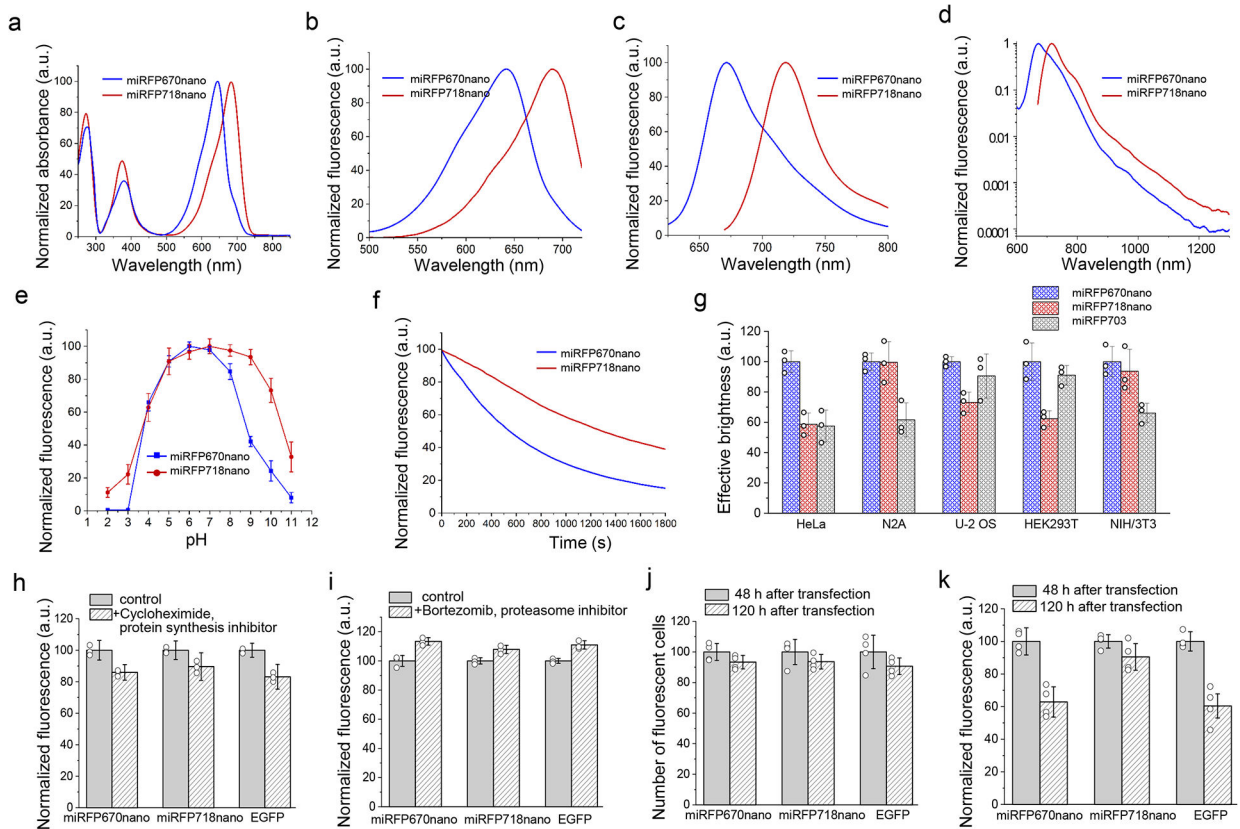 a
Normalized absorbance (a.u.)
miRFP670nano
miRFP718nano
100
80
60
40
20
0
300 400 500 600 700 800
Wavelength (nm)
b
Normalized fluorescence (a.u.)
miRFP670nano
miRFP718nano
100
80
60
40
20
0
500 550 600 650 700
Wavelength (nm)
c
Normalized fluorescence (a.u.)
miRFP670nano
miRFP718nano
100
80
60
40
20
0
650 700 750 800
Wavelength (nm)
d
Normalized fluorescence (a.u.)
miRFP670nano
miRFP718nano
1
0.1
0.01
0.001
0.0001
600 800 1000 1200
Wavelength (nm)
e
Normalized fluorescence (a.u.)
100
80
60
40
20
0
miRFP670nano
miRFP718nano
1 2 3 4 5 6 7 8 9 10 11 12
pH
f
Normalized fluorescence (a.u.)
miRFP670nano
miRFP718nano
100
80
60
40
20
0
0 200 400 600 800 1000 1200 1400 1600 1800
Time (s)
g
miRFP670nano
miRFP718nano
miRFP703
Effective brightness (a.u.)
120
100
80
60
40
20
0
HeLa N2A U-2 OS HEK293T NIH/3T3
h
control
+Cycloheximide,
protein synthesis inhibitor
Normalized fluorescence (a.u.)
120
100
80
60
40
20
0
miRFP670nano miRFP718nano EGFP
i
control
+Bortezomib, proteasome inhibitor
Normalized fluorescence (a.u.)
140
120
100
80
60
40
20
0
miRFP670nano miRFP718nano EGFP
j
48 h after transfection
120 h after transfection
Number of fluorescent cells
120
100
80
60
40
20
0
miRFP670nano miRFP718nano EGFP
k
48 h after transfection
120 h after transfection
Normalized fluorescence (a.u.)
120
100
80
60
40
20
0
miRFP670nano miRFP718nano EGFP